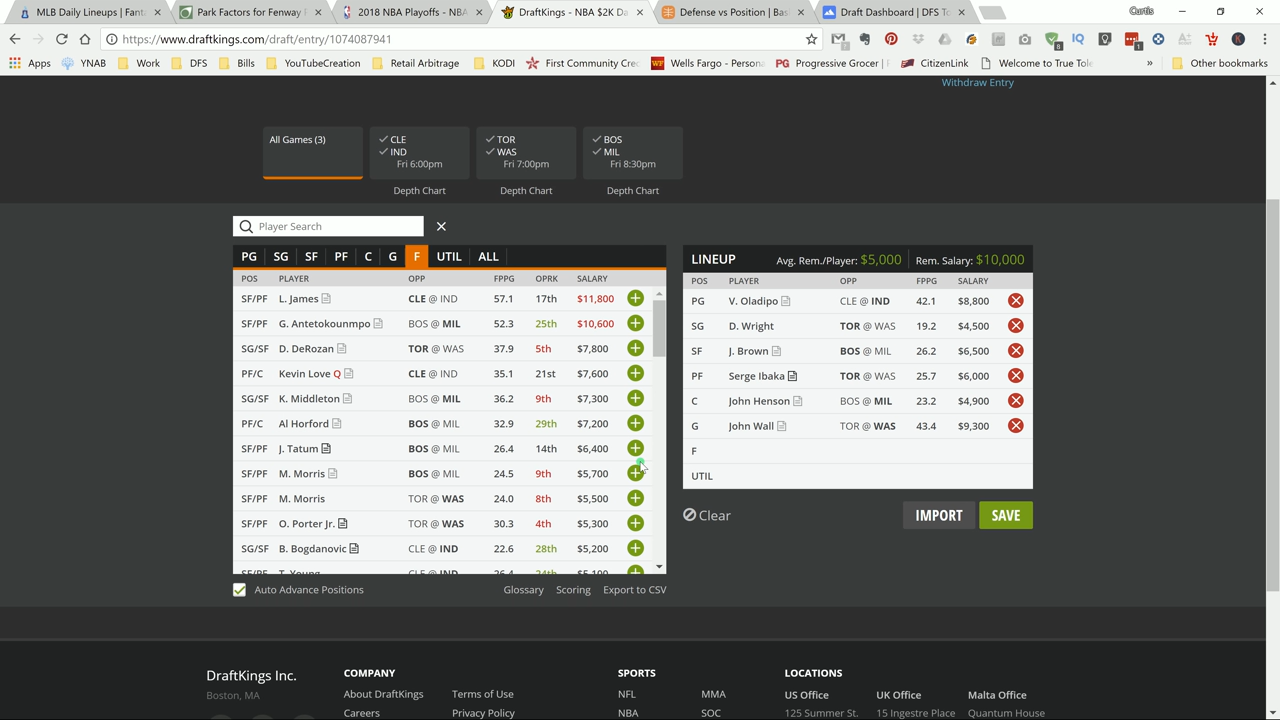 MLB Daily Lineups | Fanta
Park Factors for Fenway
2018 NBA Playoffs - NBA
DraftKings - NBA $2K Da
Defense vs Position | Bas
Draft Dashboard | DFS To
Curtis
https://www.draftkings.com/draft/entry/1074087941
Apps YNAB Work DFS Bills YouTubeCreation Retail Arbitrage KODI First Community Cre Wells Fargo - Persona Progressive Grocer | CitizenLink Welcome to True Tole » Other bookmarks
Withdraw Entry
All Games (3)
CLE
IND
Fri 6:00pm
TOR
WAS
Fri 7:00pm
BOS
MIL
Fri 8:30pm
Depth Chart Depth Chart Depth Chart
Player Search
PG SG SF PF C G F UTIL ALL
POS PLAYER OPP FPPG OPRK SALARY
SF/PF L. James CLE @ IND 57.1 17th $11,800
SF/PF G. Antetokounmpo BOS @ MIL 52.3 25th $10,600
SG/SF D. DeRozan TOR @ WAS 37.9 5th $7,800
PF/C Kevin Love Q CLE @ IND 35.1 21st $7,600
SG/SF K. Middleton BOS @ MIL 36.2 9th $7,300
PF/C Al Horford BOS @ MIL 32.9 29th $7,200
SF/PF J. Tatum BOS @ MIL 26.4 14th $6,400
SF/PF M. Morris BOS @ MIL 24.5 9th $5,700
SF/PF M. Morris TOR @ WAS 24.0 8th $5,500
SF/PF O. Porter Jr. TOR @ WAS 30.3 4th $5,300
SG/SF B. Bogdanovic CLE @ IND 22.6 28th $5,200
SF/PF T. Young CLE @ IND 26.4 24th $5,100
Auto Advance Positions
Glossary Scoring Export to CSV
LINEUP Avg. Rem./Player: $5,000 Rem. Salary: $10,000
POS PLAYER OPP FPPG SALARY
PG V. Oladipo CLE @ IND 42.1 $8,800
SG D. Wright TOR @ WAS 19.2 $4,500
SF J. Brown BOS @ MIL 26.2 $6,500
PF Serge Ibaka TOR @ WAS 25.7 $6,000
C John Henson BOS @ MIL 23.2 $4,900
G John Wall TOR @ WAS 43.4 $9,300
F
UTIL
Clear IMPORT SAVE
DraftKings Inc.
Boston, MA
COMPANY
About DraftKings Terms of Use
Careers Privacy Policy
SPORTS
NFL MMA
NBA SOC
LOCATIONS
US Office UK Office Malta Office
125 Summer St. 15 Ingestre Place Quantum House